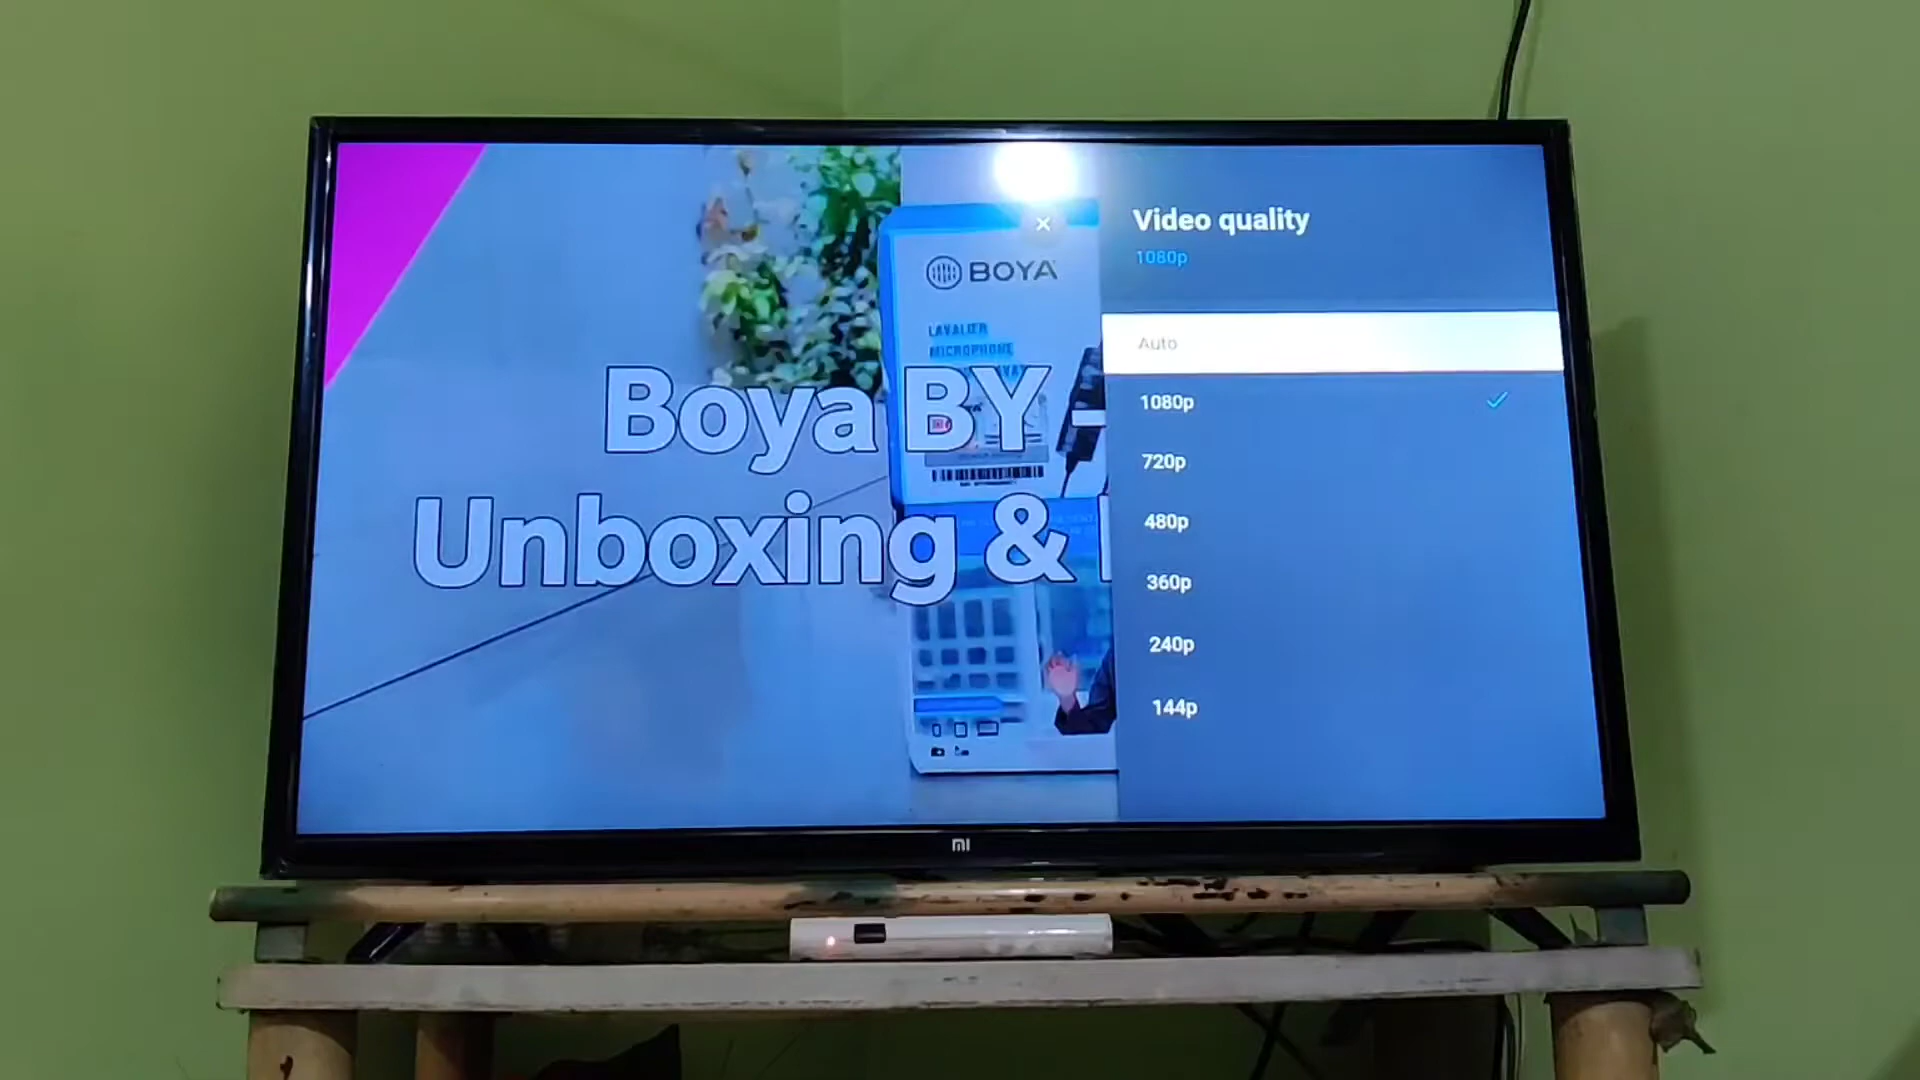 BOYA
LAVALIER
MICROPHONE
Boya BY -
Unboxing &
Video quality
1080p
Auto
1080p
720p
480p
360p
240p
144p
mi